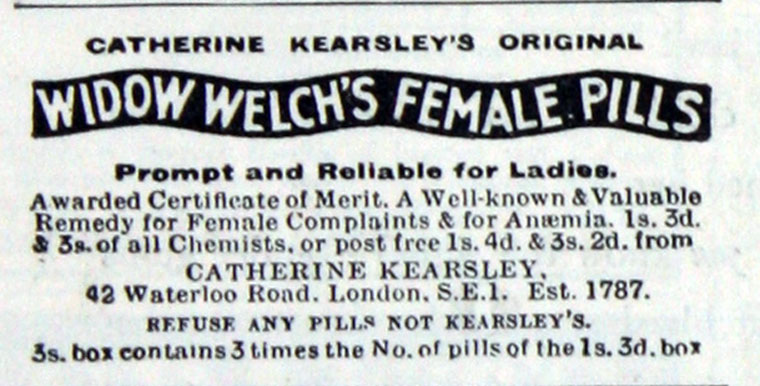 CATHERINE KEARSLEY'S ORIGINAL
WIDOW WELCH'S FEMALE PILLS
Prompt and Reliable for Ladies.
Awarded Certificate of Merit. A Well-known & Valuable
Remedy for Female Complaints & for Anæmia. 1s. 3d.
& 3s. of all Chemists, or post free 1s. 4d. & 3s. 2d. from
CATHERINE KEARSLEY,
42 Waterloo Road. London. S.E.1. Est. 1787.
REFUSE ANY PILLS NOT KEARSLEY'S.
3s. box contains 3 times the No. of pills of the 1s. 3d. box